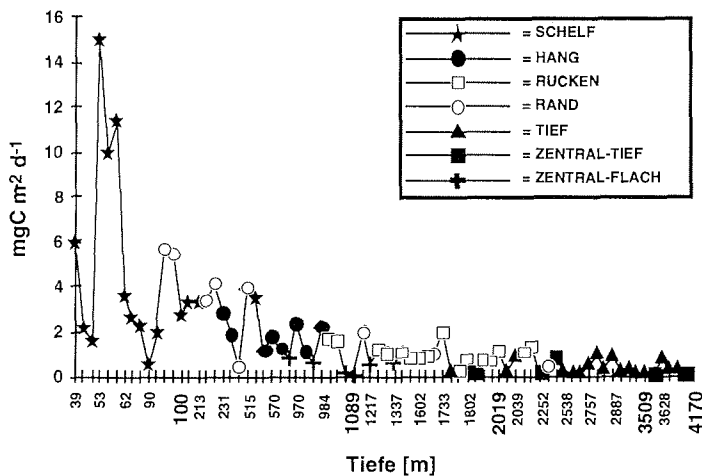 16
14
12
10
8
6
4
2
0
mgC m² d-¹
= SCHELF
= HANG
= RUCKEN
= RAND
= TIEF
= ZENTRAL-TIEF
= ZENTRAL-FLACH
39 53 62 90 100 213 231 515 570 970 984 1089 1217 1337 1602 1733 1802 2019 2039 2252 2538 2757 2887 3509 3628 4170
Tiefe [m]